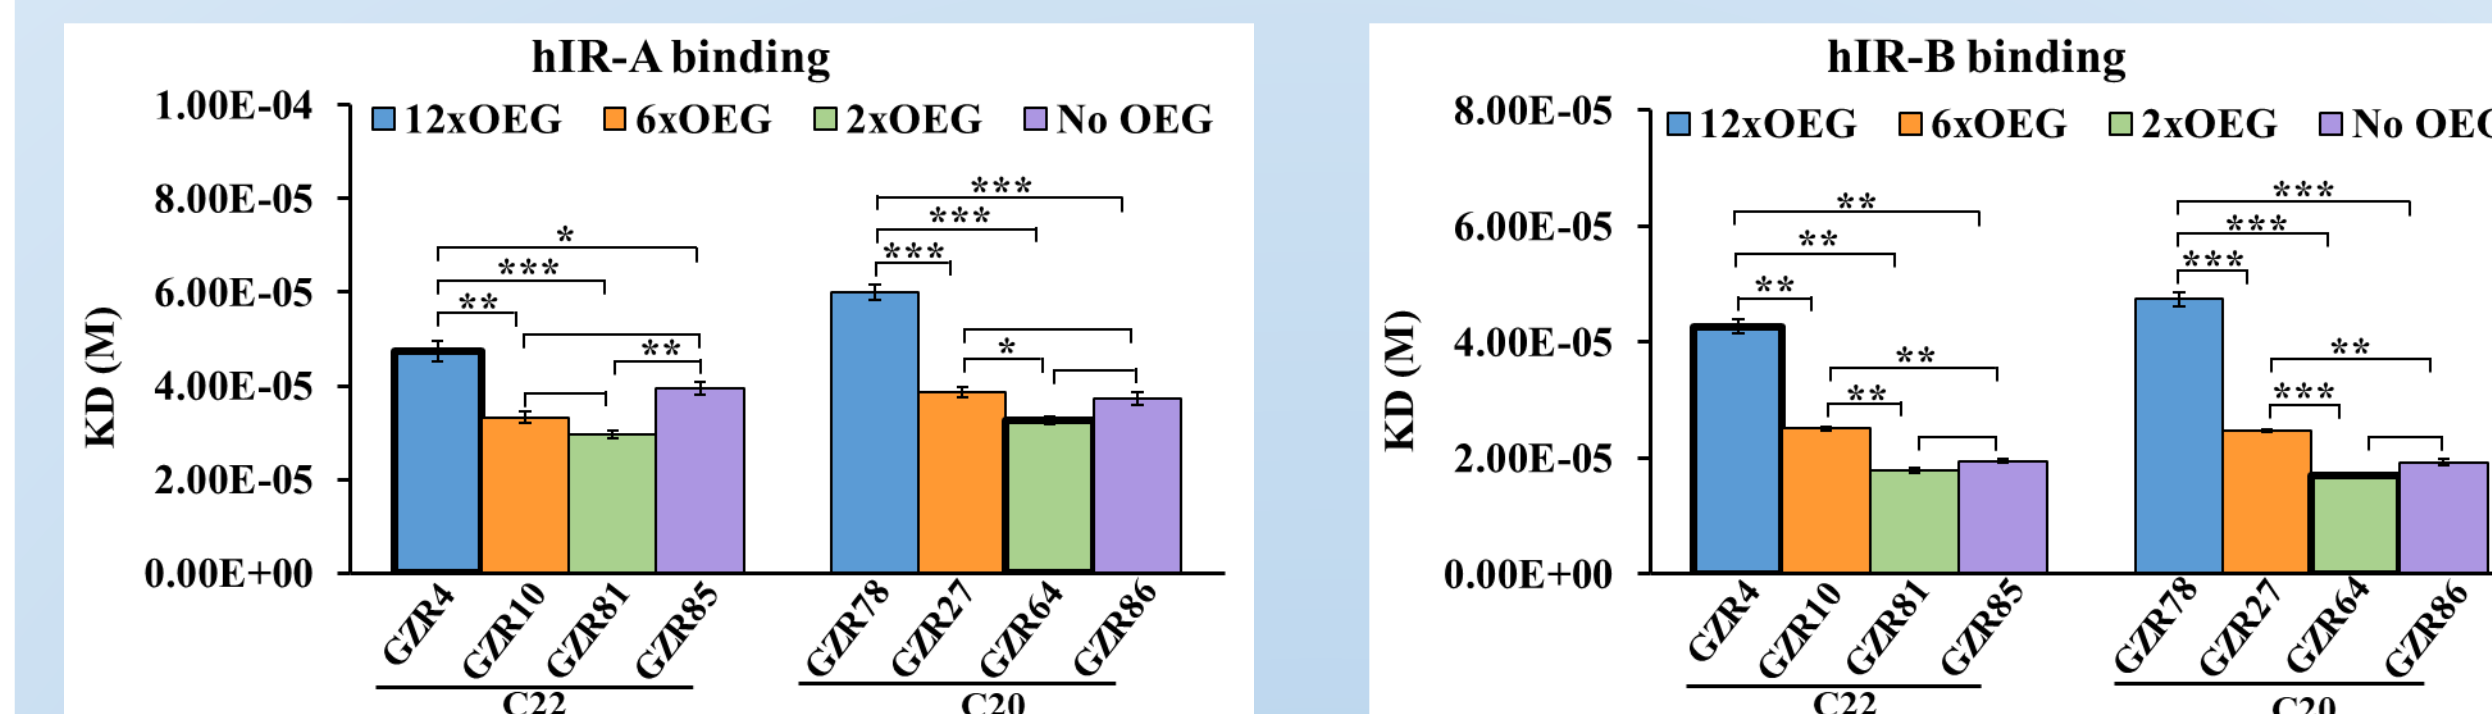 hIR-A binding
1.00E-04
12xOEG 6xOEG 2xOEG No OEG
8.00E-05
6.00E-05
4.00E-05
2.00E-05
0.00E+00
KD (M)
*
***
**
**
***
***
***
*
GZR4 GZR10 GZR81 GZR85 GZR78 GZR27 GZR64 GZR86
C22 C20
hIR-B binding
8.00E-05
12xOEG 6xOEG 2xOEG No OEG
6.00E-05
4.00E-05
2.00E-05
0.00E+00
KD (M)
**
**
**
**
**
***
***
***
**
***
GZR4 GZR10 GZR81 GZR85 GZR78 GZR27 GZR64 GZR86
C22 C20